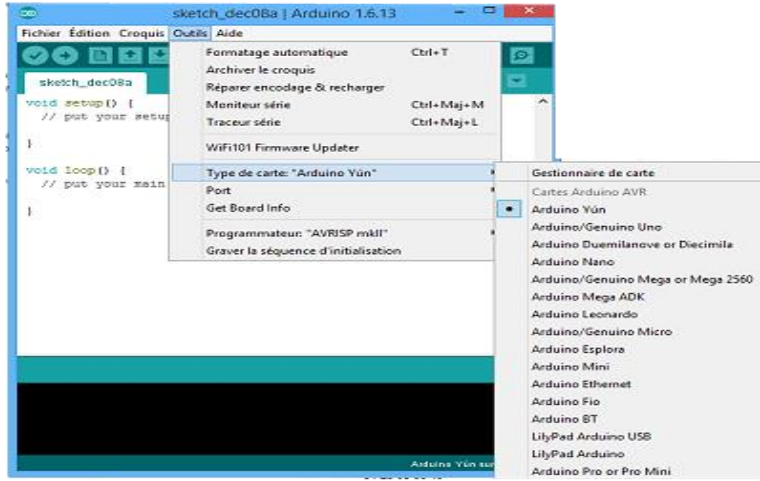 sketch_dec08a | Arduino 1.6.13
Fichier Édition Croquis Outils Aide
sketch_dec08a
void setup() {
// put your setup
}
void loop() {
// put your main
}
Formatage automatique Ctrl+T
Archiver le croquis
Réparer encodage & recharger
Moniteur série Ctrl+Maj+M
Traceur série Ctrl+Maj+L
WiFi101 Firmware Updater
Type de carte: "Arduino Yún"
Port
Get Board Info
Programmateur: "AVRISP mkII"
Graver la séquence d'initialisation
Gestionnaire de carte
Cartes Arduino AVR
Arduino Yún
Arduino/Genuino Uno
Arduino Duemilanove or Diecimila
Arduino Nano
Arduino/Genuino Mega or Mega 2560
Arduino Mega ADK
Arduino Leonardo
Arduino/Genuino Micro
Arduino Esplora
Arduino Mini
Arduino Ethernet
Arduino Fio
Arduino BT
LilyPad Arduino USB
LilyPad Arduino
Arduino Pro or Pro Mini
Arduino Yún sur